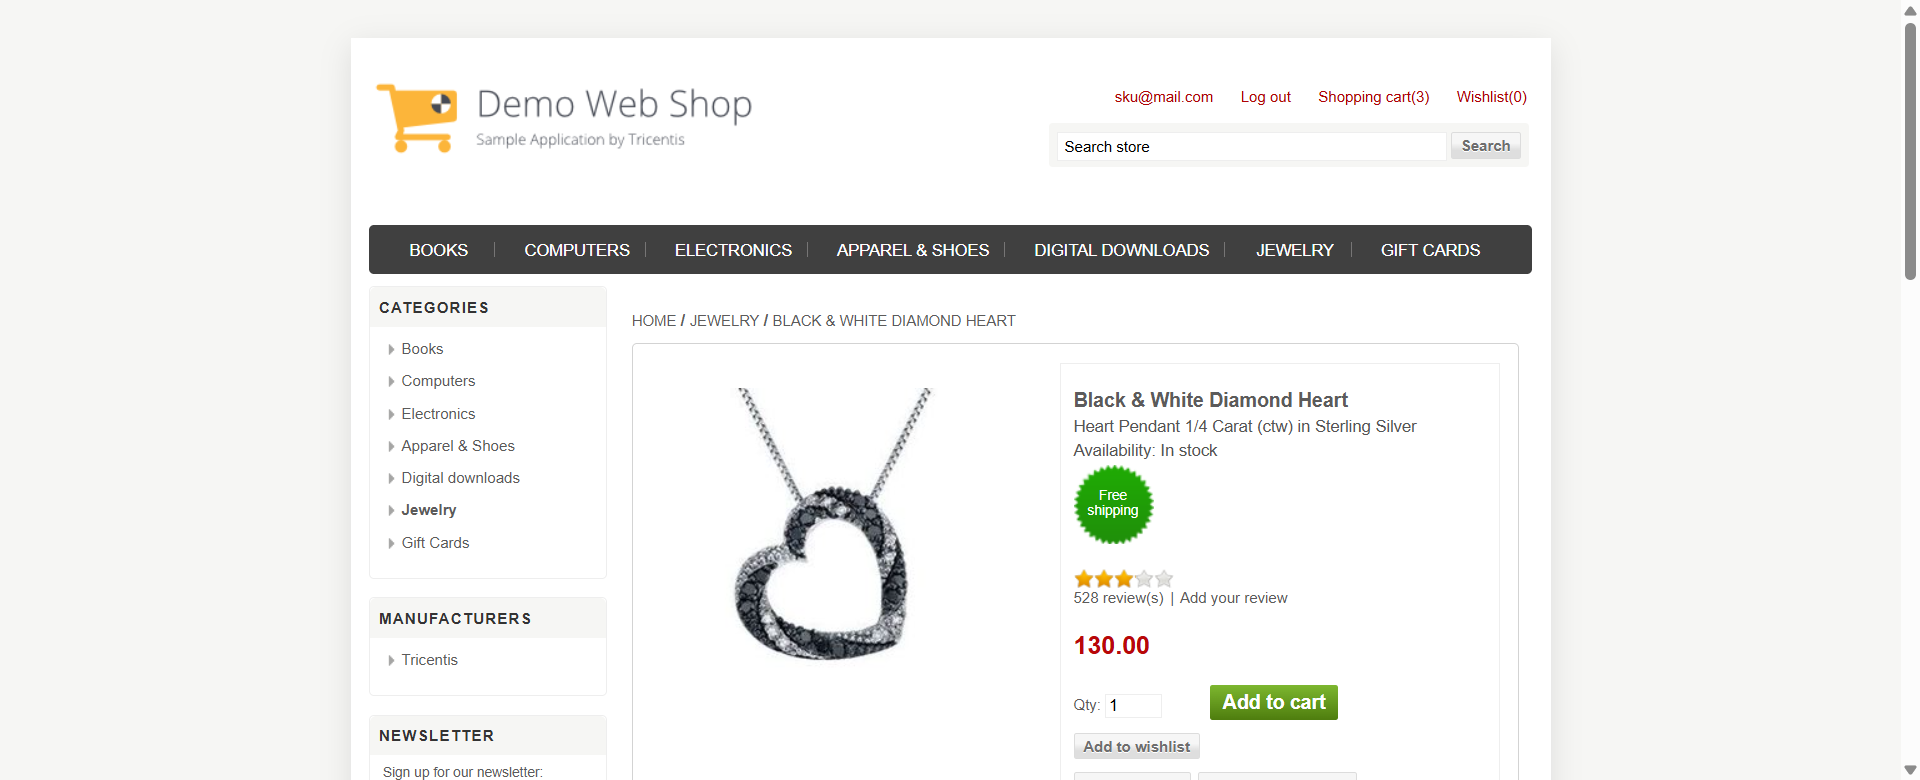 Demo Web Shop
Sample Application by Tricentis
sku@mail.com Log out Shopping cart(3) Wishlist(0)
Search store Search
BOOKS COMPUTERS ELECTRONICS APPAREL & SHOES DIGITAL DOWNLOADS JEWELRY GIFT CARDS
CATEGORIES
Books
Computers
Electronics
Apparel & Shoes
Digital downloads
Jewelry
Gift Cards
MANUFACTURERS
Tricentis
NEWSLETTER
Sign up for our newsletter:
HOME / JEWELRY / BLACK & WHITE DIAMOND HEART
Black & White Diamond Heart
Heart Pendant 1/4 Carat (ctw) in Sterling Silver
Availability: In stock
Free
shipping
528 review(s) | Add your review
130.00
Qty: 1 Add to cart
Add to wishlist